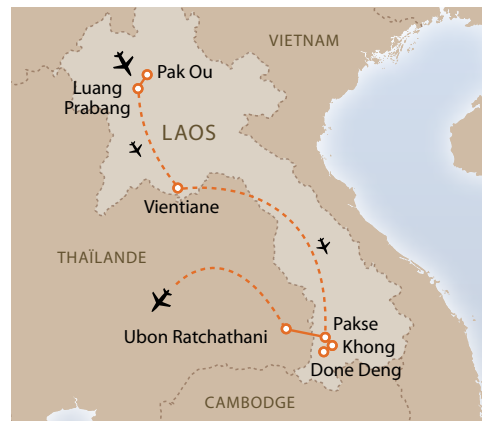 VIETNAM
Pak Ou
Luang
Prabang
LAOS
Vientiane
THAÏLANDE
Ubon Ratchathani
Pakse
Khong
Done Deng
CAMBODGE